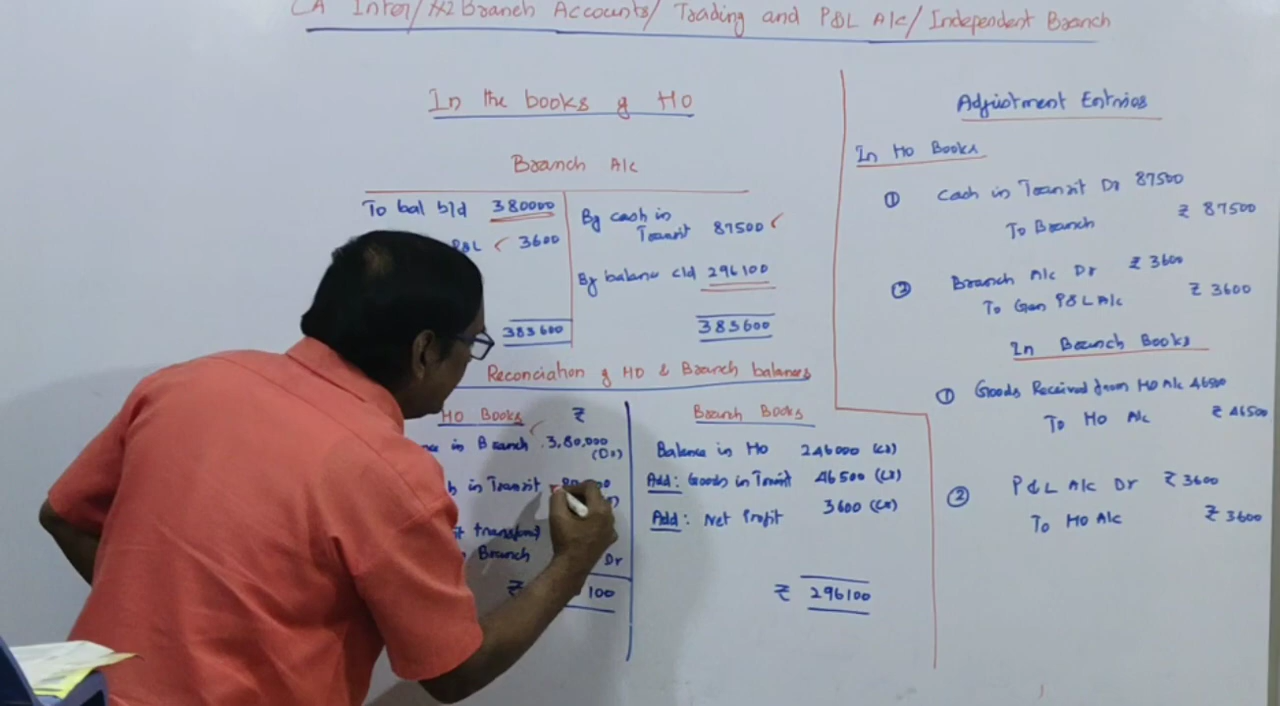 CA Inter/ Branch Accounts/ Trading and P&L A/c/ Independent Branch
In the books of HO
Branch A/c
To bal b/d 380000
P&L 3600
383600
By cash in
Transit 87500
By balance c/d 296100
383600
Reconciation of HO & Branch balances
HO Books ₹
in Branch 3,80,000
(Dr)
in Transit
Branch Dr
₹ 100
Branch Books
Balance in HO 246000 (Cr)
Add: Goods in Transit 46500 (Cr)
3600 (Cr)
Add: Net Profit
₹ 296100
Adjustment Entries
In HO Books
① Cash in Transit Dr 87500
To Branch ₹ 87500
② Branch A/c Dr ₹ 3600
To Gen P&L A/c ₹ 3600
In Branch Books
① Goods Received from HO A/c 46500
To HO A/c ₹ 46500
② P&L A/c Dr ₹ 3600
To HO A/c ₹ 3600